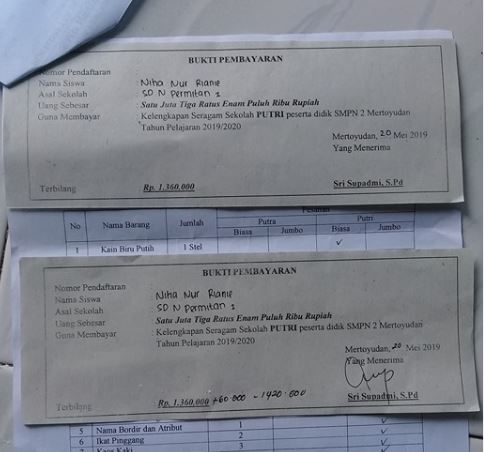 BUKTI PEMBAYARAN
Nomor Pendaftaran
Nama Siswa : Niha Nur Rianie
Asal Sekolah : SD N Permitan 1
Uang Sebesar : Satu Juta Tiga Ratus Enam Puluh Ribu Rupiah
Guna Membayar : Kelengkapan Seragam Sekolah PUTRI peserta didik SMPN 2 Mertoyudan
Tahun Pelajaran 2019/2020
Mertoyudan, 20 Mei 2019
Yang Menerima
Terbilang Rp. 1,360,000 Sri Supadmi, S.Pd
No Nama Barang Jumlah Pesanan
Putra Putri
Biasa Jumbo Biasa Jumbo
1 Kain Biru Putih 1 Stel ✓
BUKTI PEMBAYARAN
Nomor Pendaftaran
Nama Siswa : Niha Nur Rianie
Asal Sekolah : SD N Permitan 1
Uang Sebesar : Satu Juta Tiga Ratus Enam Puluh Ribu Rupiah
Guna Membayar : Kelengkapan Seragam Sekolah PUTRI peserta didik SMPN 2 Mertoyudan
Tahun Pelajaran 2019/2020
Mertoyudan, 20 Mei 2019
Yang Menerima
Terbilang Rp. 1,360,000 +60 000 - 1420.000 Sri Supadmi, S.Pd
5 Nama Bordir dan Atribut 1 ✓
6 Ikat Pinggang 2 ✓
7 Kaos Kaki 3 ✓